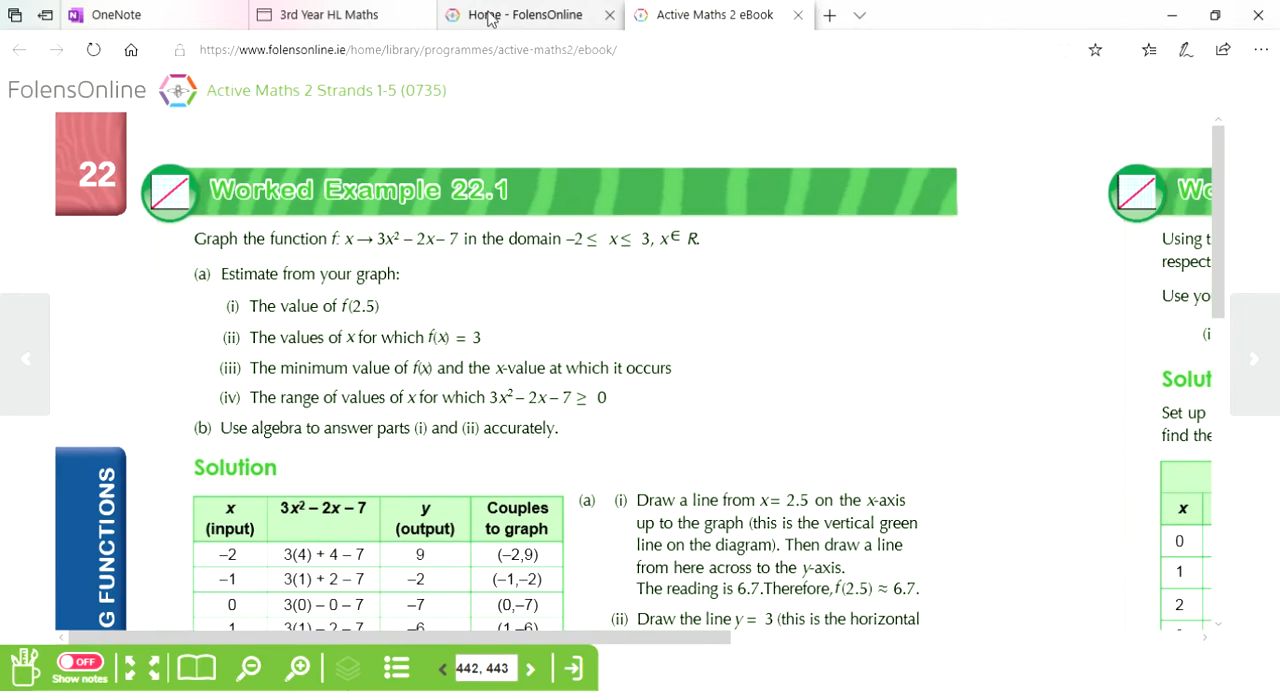 OneNote
3rd Year HL Maths
Home - FolensOnline
Active Maths 2 eBook
https://www.folensonline.ie/home/library/programmes/active-maths2/ebook/
FolensOnline
Active Maths 2 Strands 1-5 (0735)
22
Worked Example 22.1
Graph the function f: x → 3x² – 2x – 7 in the domain –2 ≤ x ≤ 3, x ∈ R.
(a) Estimate from your graph:
(i) The value of f(2.5)
(ii) The values of x for which f(x) = 3
(iii) The minimum value of f(x) and the x-value at which it occurs
(iv) The range of values of x for which 3x² – 2x – 7 ≥ 0
(b) Use algebra to answer parts (i) and (ii) accurately.
Solution
x (input) 3x² – 2x – 7 y (output) Couples to graph
–2 3(4) + 4 – 7 9 (–2,9)
–1 3(1) + 2 – 7 –2 (–1,–2)
0 3(0) – 0 – 7 –7 (0,–7)
1 3(1) – 2 – 7 –6 (1,–6)
(a) (i) Draw a line from x = 2.5 on the x-axis
up to the graph (this is the vertical green
line on the diagram). Then draw a line
from here across to the y-axis.
The reading is 6.7.Therefore, f(2.5) ≈ 6.7.
(ii) Draw the line y = 3 (this is the horizontal
G FUNCTIONS
Wo
Using t
respect
Use yo
(i
Solut
Set up
find the
x
0
1
2
OFF
Show notes
442, 443